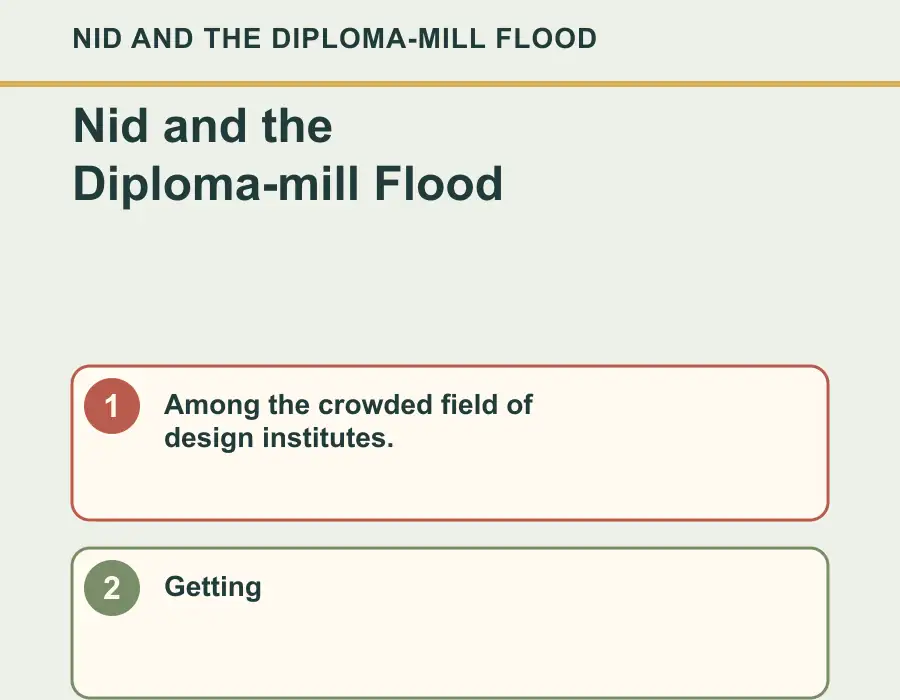 NID AND THE DIPLOMA-MILL FLOOD
Nid and the
Diploma-mill Flood
1
Among the crowded field of
design institutes.
2
Getting